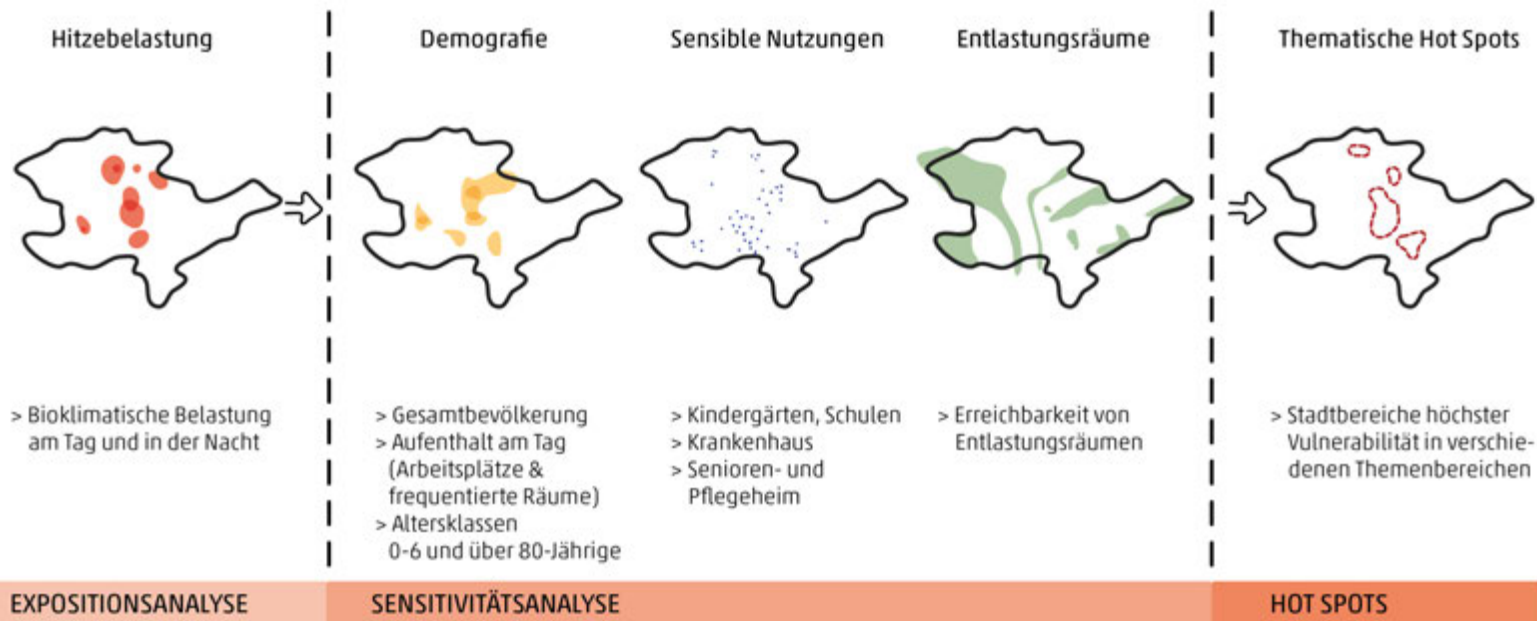 Hitzebelastung
Demografie
Sensible Nutzungen
Entlastungsräume
Thematische Hot Spots
> Bioklimatische Belastung
am Tag und in der Nacht
> Gesamtbevölkerung
> Aufenthalt am Tag
(Arbeitsplätze &
frequentierte Räume)
> Altersklassen
0-6 und über 80-Jährige
> Kindergärten, Schulen
> Krankenhaus
> Senioren- und
Pflegeheim
> Erreichbarkeit von
Entlastungsräumen
> Stadtbereiche höchster
Vulnerabilität in verschie-
denen Themenbereichen
EXPOSITIONSANALYSE
SENSITIVITÄTSANALYSE
HOT SPOTS